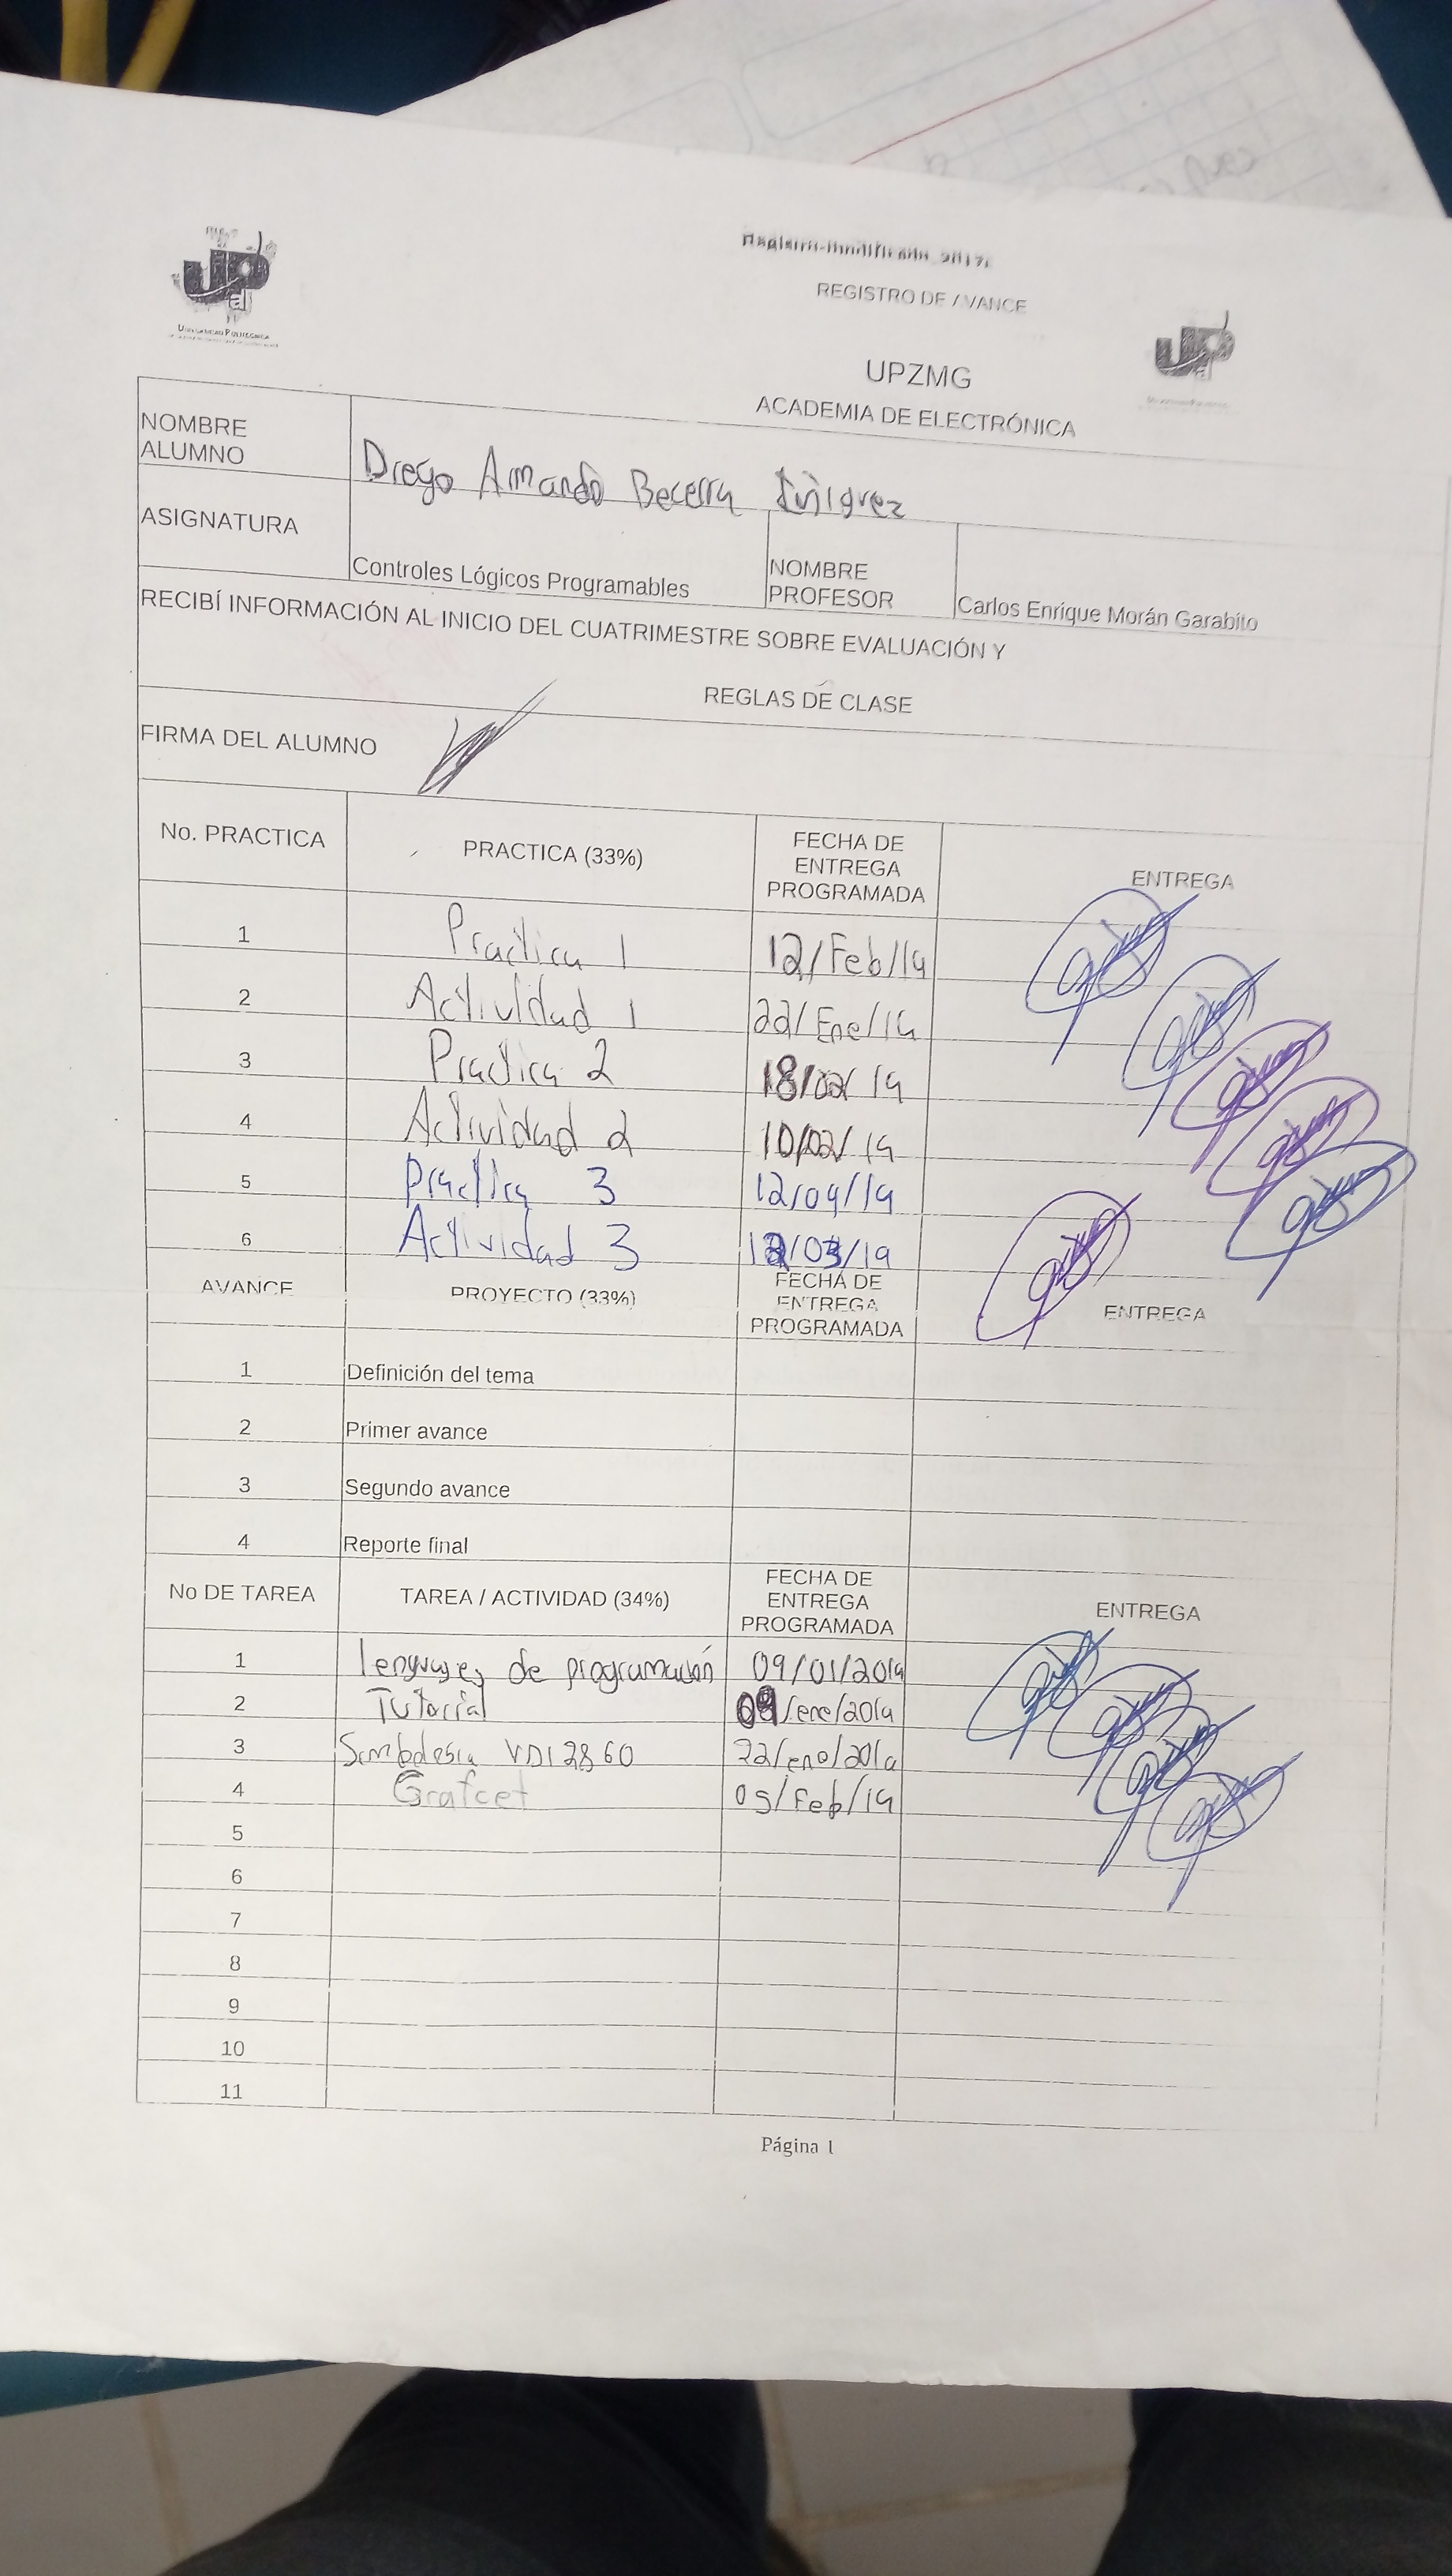 REGISTRO DE AVANCE
UPZMG
ACADEMIA DE ELECTRÓNICA
UNIVERSIDAD POLITECNICA
NOMBRE ALUMNO Diego Armando Becerra Iñiguez
ASIGNATURA Controles Lógicos Programables NOMBRE PROFESOR Carlos Enrique Morán Garabito
RECIBÍ INFORMACIÓN AL INICIO DEL CUATRIMESTRE SOBRE EVALUACIÓN Y
REGLAS DE CLASE
FIRMA DEL ALUMNO
No. PRACTICA PRACTICA (33%) FECHA DE ENTREGA PROGRAMADA ENTREGA
1 Practica 1 12/Feb/19
2 Actividad 1 22/Ene/19
3 Practica 2 18/02/19
4 Actividad 2 10/02/19
5 Practica 3 12/04/19
6 Actividad 3
AVANCE PROYECTO (33%) FECHA DE ENTREGA PROGRAMADA ENTREGA
1 Definición del tema
2 Primer avance
3 Segundo avance
4 Reporte final
No DE TAREA TAREA / ACTIVIDAD (34%) FECHA DE ENTREGA PROGRAMADA ENTREGA
1 lenguajes de programación 09/01/2019
2 Tutorial 09/ene/2019
3 VDI 2860 22/ene/2019
4 Grafcet 05/Feb/19
5
6
7
8
9
10
11
Página 1